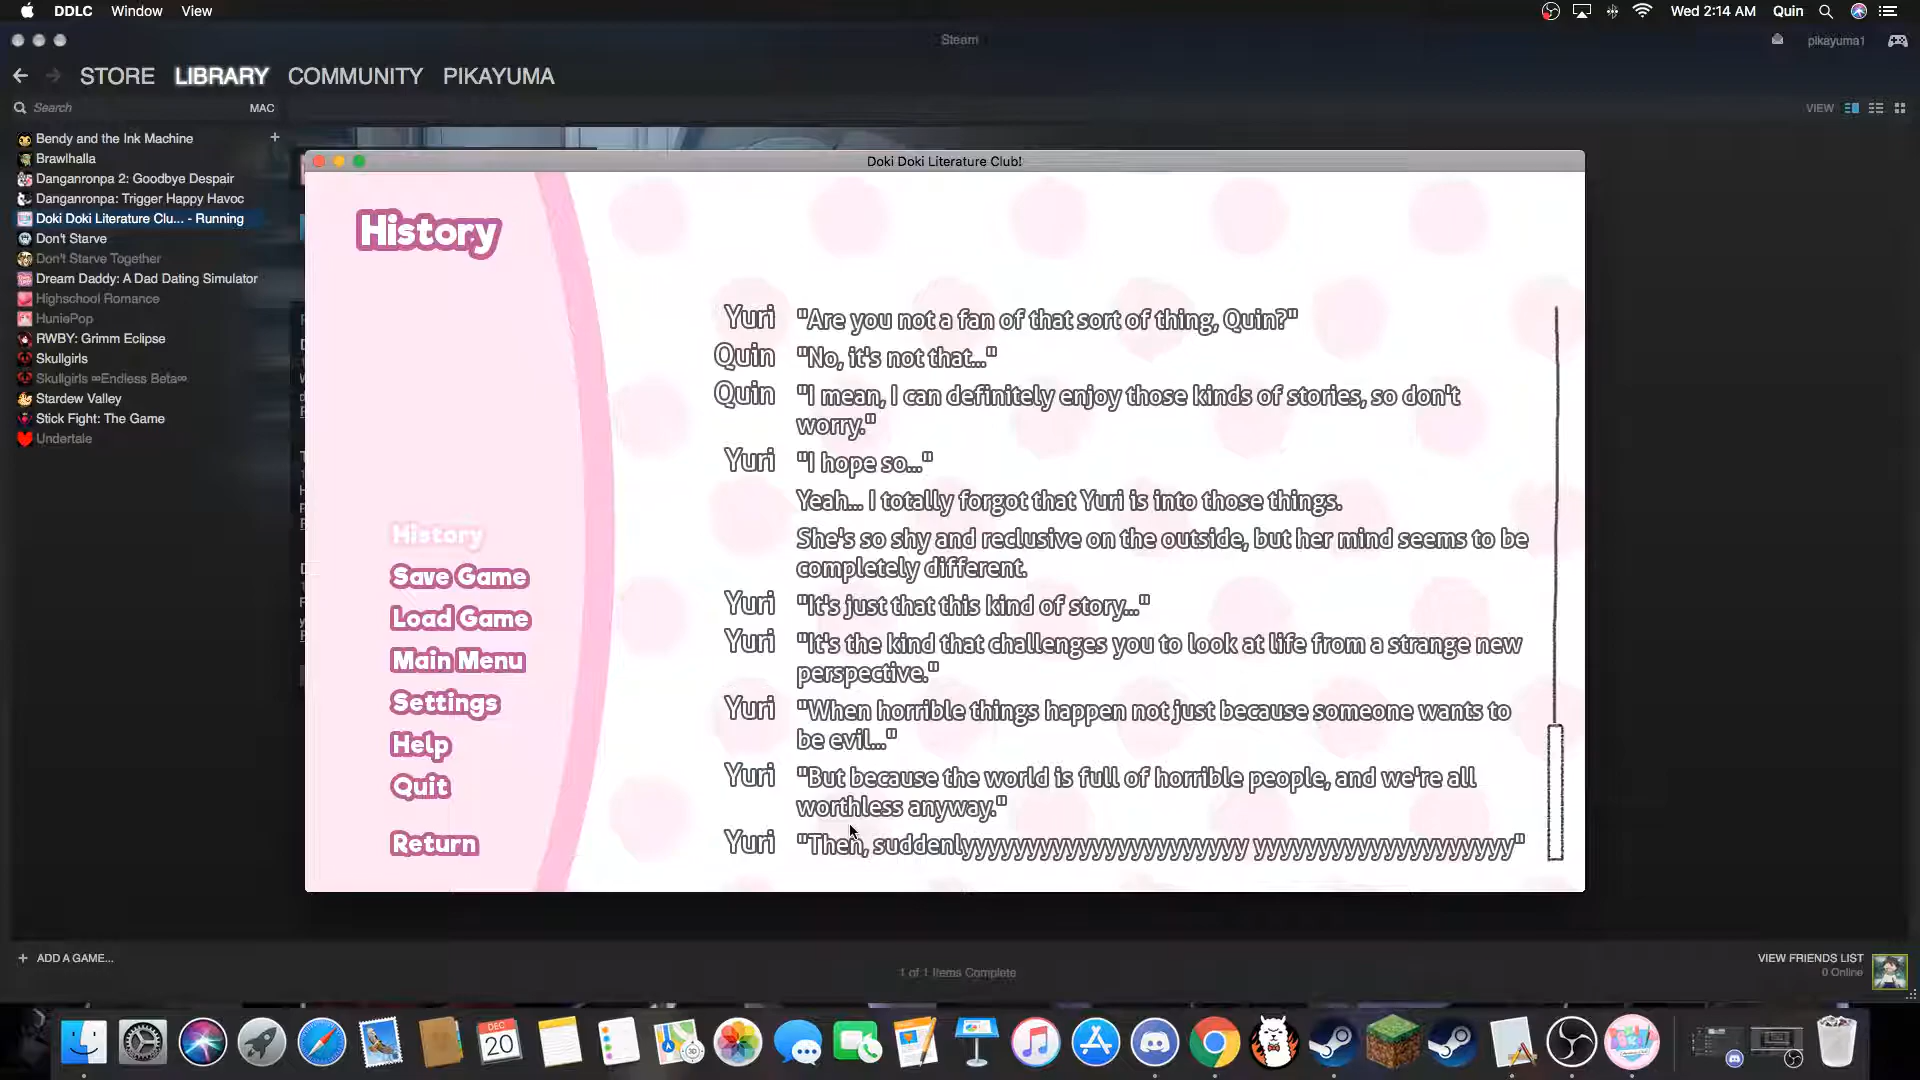 DDLC Window View
Wed 2:14 AM Quin
Steam
pikayuma1
STORE LIBRARY COMMUNITY PIKAYUMA
Search MAC
VIEW
Bendy and the Ink Machine
Brawlhalla
Danganronpa 2: Goodbye Despair
Danganronpa: Trigger Happy Havoc
Doki Doki Literature Clu... - Running
Don't Starve
Don't Starve Together
Dream Daddy: A Dad Dating Simulator
Highschool Romance
HuniePop
RWBY: Grimm Eclipse
Skullgirls
Skullgirls ∞Endless Beta∞
Stardew Valley
Stick Fight: The Game
Undertale
Doki Doki Literature Club!
History
History
Save Game
Load Game
Main Menu
Settings
Help
Quit
Return
Yuri "Are you not a fan of that sort of thing, Quin?"
Quin "No, it's not that..."
Quin "I mean, I can definitely enjoy those kinds of stories, so don't
worry."
Yuri "I hope so..."
Yeah... I totally forgot that Yuri is into those things.
She's so shy and reclusive on the outside, but her mind seems to be
completely different.
Yuri "It's just that this kind of story..."
Yuri "It's the kind that challenges you to look at life from a strange new
perspective."
Yuri "When horrible things happen not just because someone wants to
be evil..."
Yuri "But because the world is full of horrible people, and we're all
worthless anyway."
Yuri "Then, suddenlyyyyyyyyyyyyyyyyyyyyyy yyyyyyyyyyyyyyyyyyyy"
+ ADD A GAME...
1 of 1 Items Complete
VIEW FRIENDS LIST
0 Online
DEC
20
3D